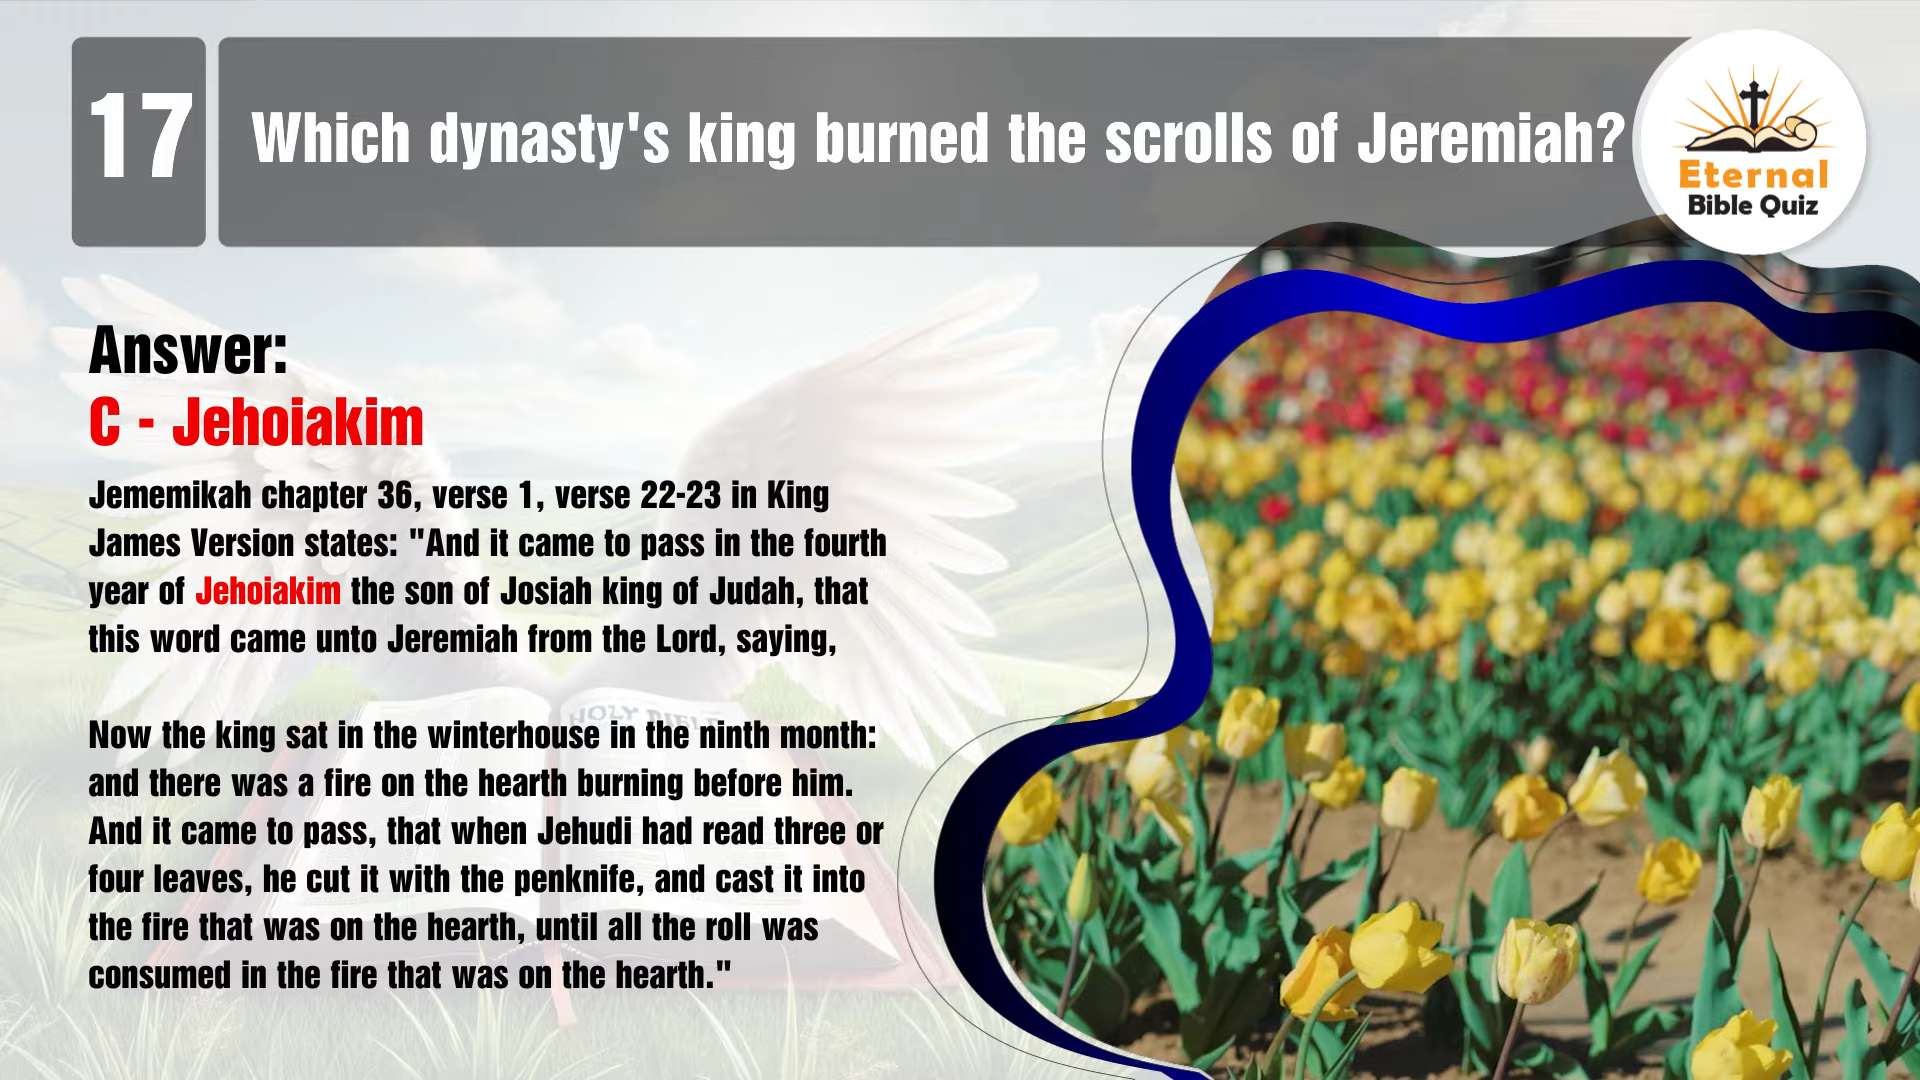 17
Which dynasty's king burned the scrolls of Jeremiah?
Eternal
Bible Quiz
Answer:
C - Jehoiakim
Jememikah chapter 36, verse 1, verse 22-23 in King
James Version states: "And it came to pass in the fourth
year of Jehoiakim the son of Josiah king of Judah, that
this word came unto Jeremiah from the Lord, saying,
HOLY BIBLE
Now the king sat in the winterhouse in the ninth month:
and there was a fire on the hearth burning before him.
And it came to pass, that when Jehudi had read three or
four leaves, he cut it with the penknife, and cast it into
the fire that was on the hearth, until all the roll was
consumed in the fire that was on the hearth."